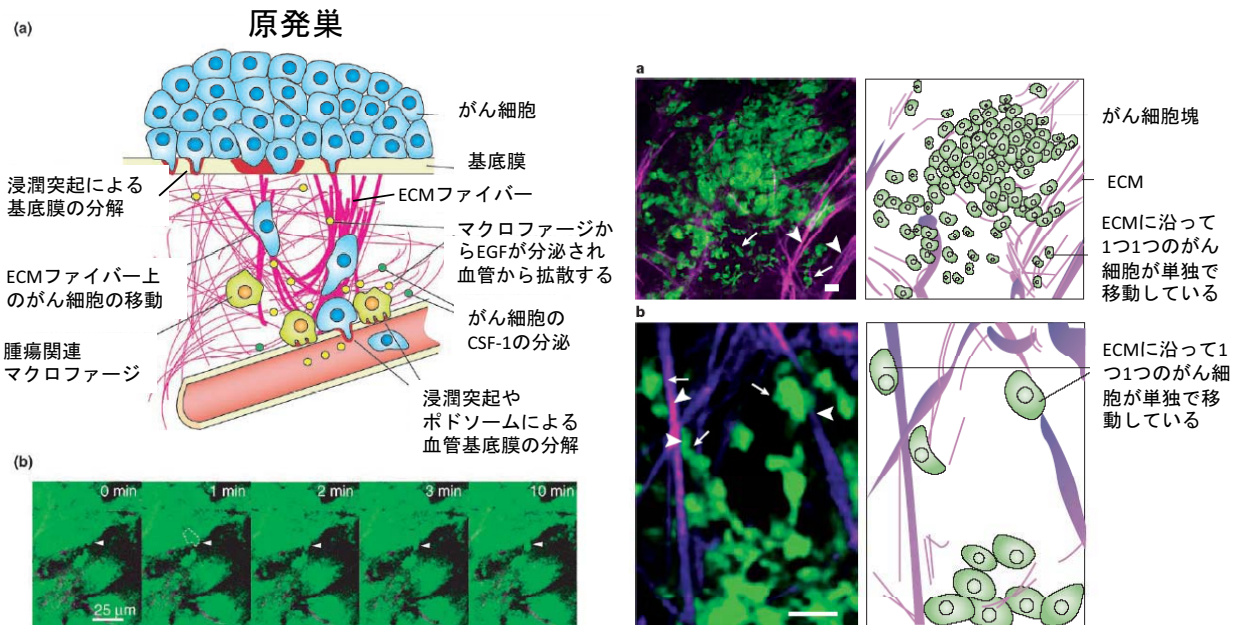 (a)
原発巣
がん細胞
基底膜
浸潤突起による
基底膜の分解
ECMファイバー
マクロファージか
らEGFが分泌され
血管から拡散する
ECMファイバー上
のがん細胞の移動
がん細胞の
CSF-1の分泌
腫瘍関連
マクロファージ
浸潤突起や
ポドソームによる
血管基底膜の分解
(b)
0 min
1 min
2 min
3 min
10 min
25 μm
a
がん細胞塊
ECM
ECMに沿って
1つ1つのがん
細胞が単独で
移動している
b
ECMに沿って1
つ1つのがん細
胞が単独で移
動している